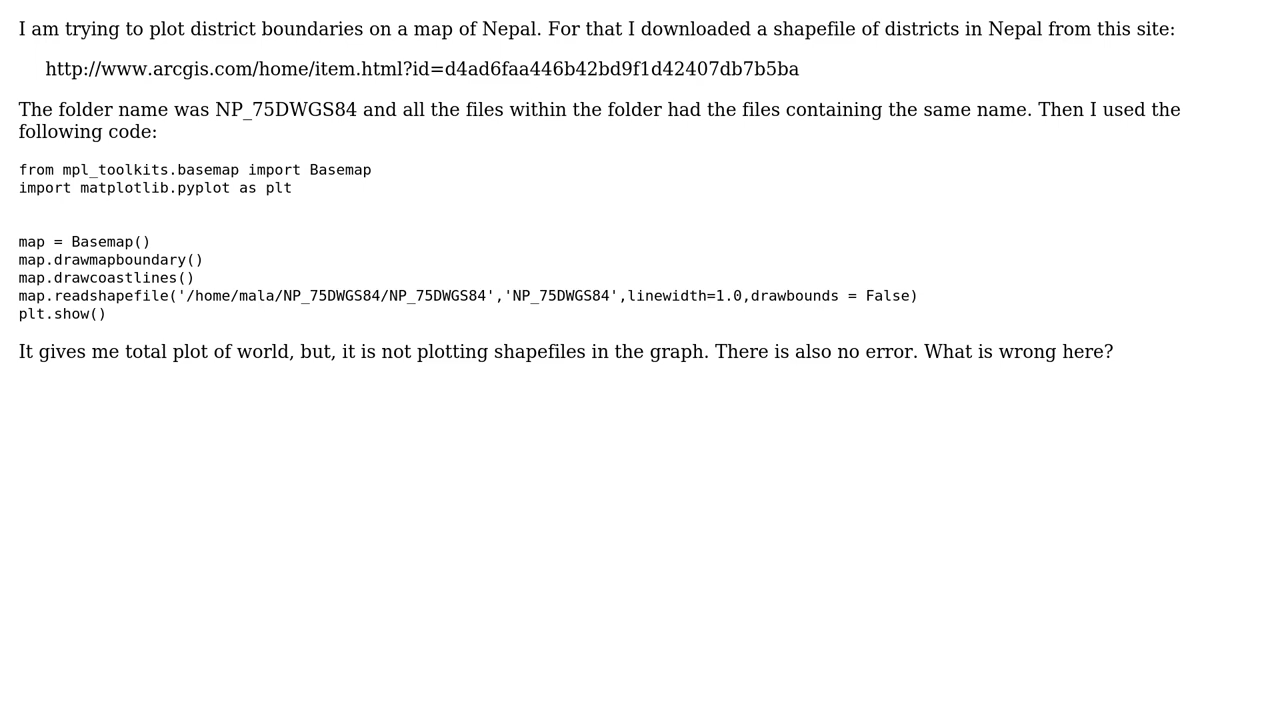 I am trying to plot district boundaries on a map of Nepal. For that I downloaded a shapefile of districts in Nepal from this site:
http://www.arcgis.com/home/item.html?id=d4ad6faa446b42bd9f1d42407db7b5ba
The folder name was NP_75DWGS84 and all the files within the folder had the files containing the same name. Then I used the
following code:
from mpl_toolkits.basemap import Basemap
import matplotlib.pyplot as plt
map = Basemap()
map.drawmapboundary()
map.drawcoastlines()
map.readshapefile('/home/mala/NP_75DWGS84/NP_75DWGS84','NP_75DWGS84',linewidth=1.0,drawbounds = False)
plt.show()
It gives me total plot of world, but, it is not plotting shapefiles in the graph. There is also no error. What is wrong here?